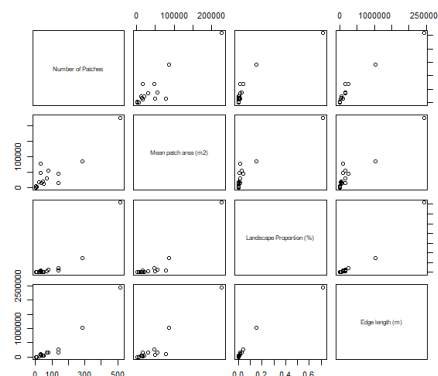 0 100000 200000
0 1000000 2500000
Number of Patches
Mean patch area (m2)
0 100000
Landscape Proportion (%)
0 1000000 2500000
Edge length (m)
0 100 300 500
0 0.2 0.4 0.6